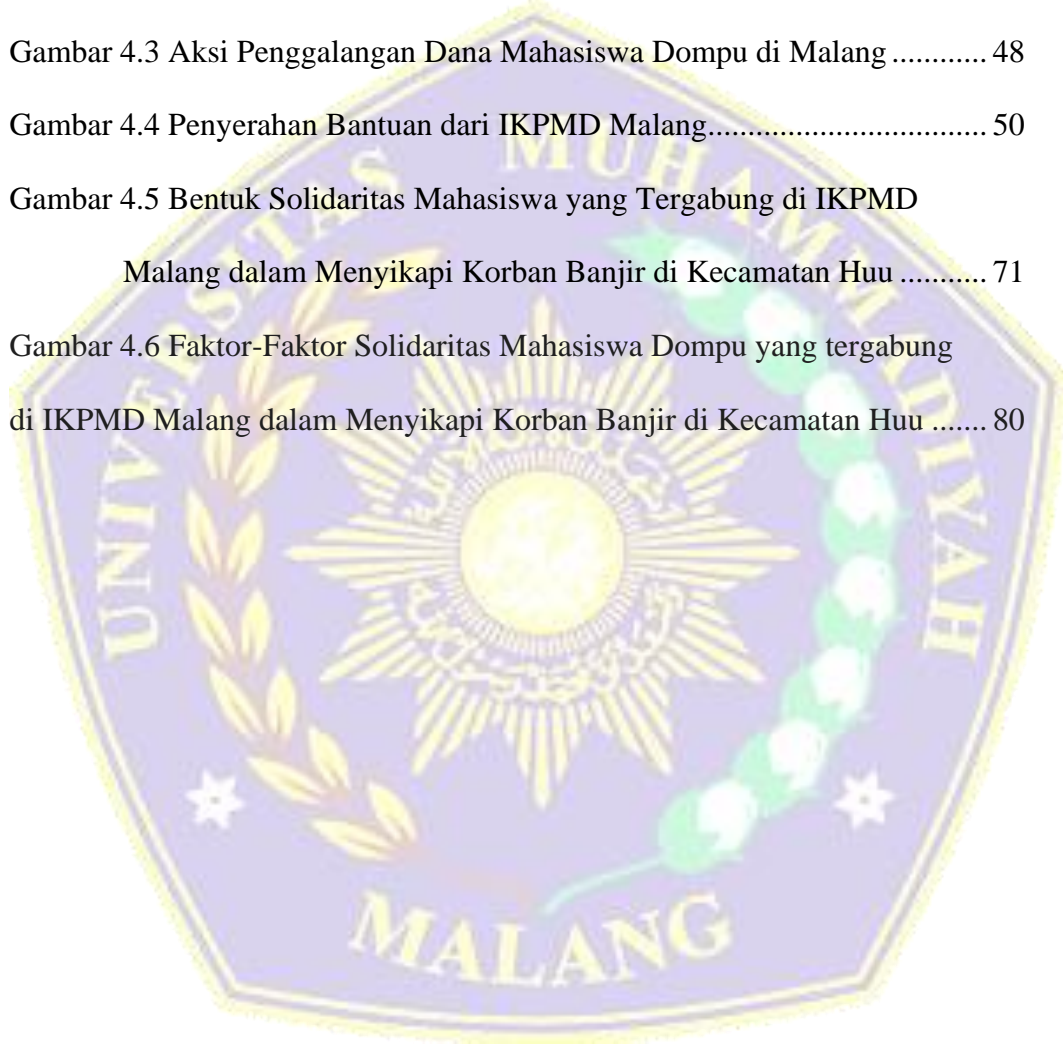 Gambar 4.3 Aksi Penggalangan Dana Mahasiswa Dompu di Malang ............ 48
Gambar 4.4 Penyerahan Bantuan dari IKPMD Malang................................... 50
Gambar 4.5 Bentuk Solidaritas Mahasiswa yang Tergabung di IKPMD
Malang dalam Menyikapi Korban Banjir di Kecamatan Huu ........... 71
Gambar 4.6 Faktor-Faktor Solidaritas Mahasiswa Dompu yang tergabung
di IKPMD Malang dalam Menyikapi Korban Banjir di Kecamatan Huu ....... 80
UNIVERSITAS MUHAMMADIYAH
MALANG